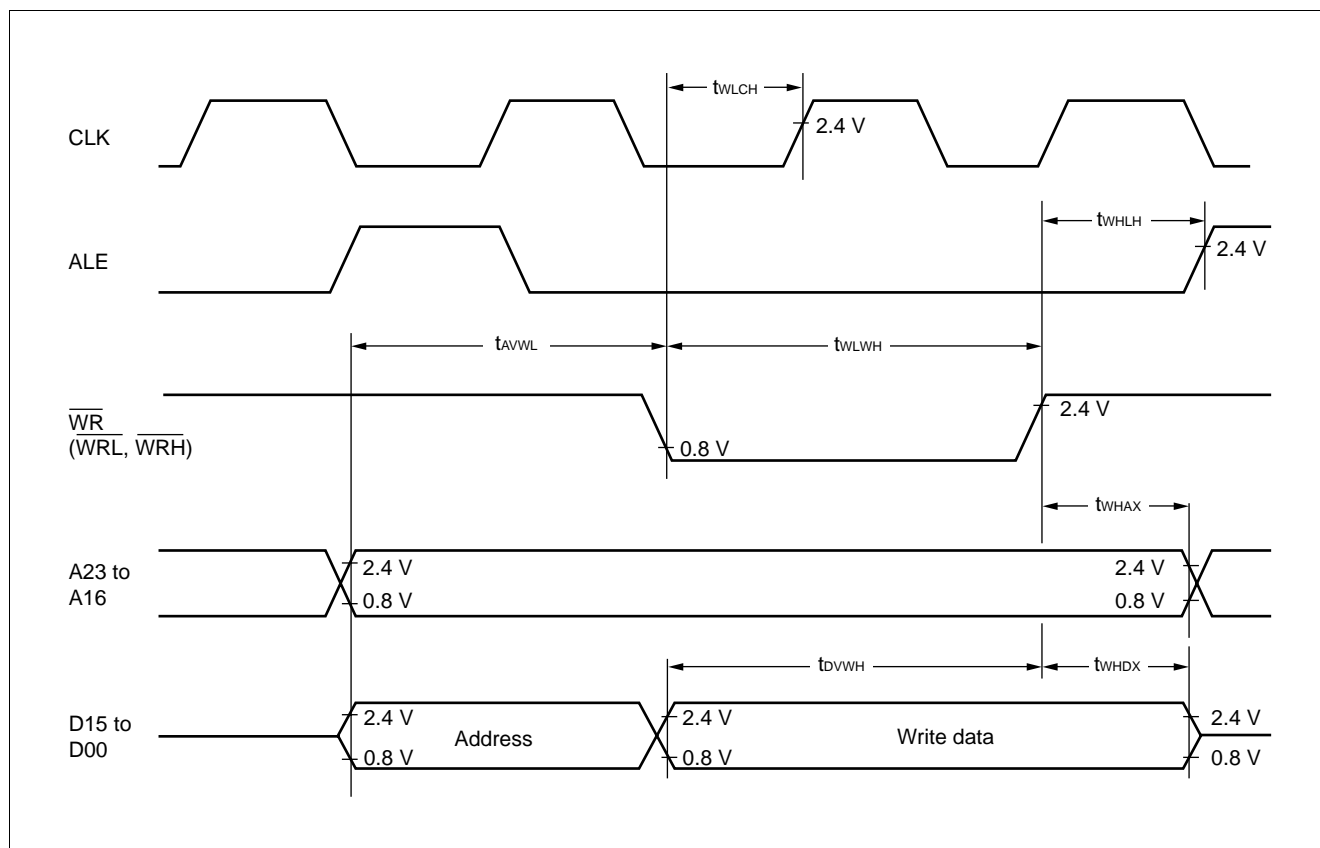 tWLCH
CLK
2.4 V
tWHLH
ALE
2.4 V
tAVWL
tWLWH
WR
(WRL, WRH)
2.4 V
0.8 V
tWHAX
A23 to
A16
2.4 V
0.8 V
2.4 V
0.8 V
tDVWH
tWHDX
D15 to
D00
2.4 V
0.8 V
Address
2.4 V
0.8 V
Write data
2.4 V
0.8 V